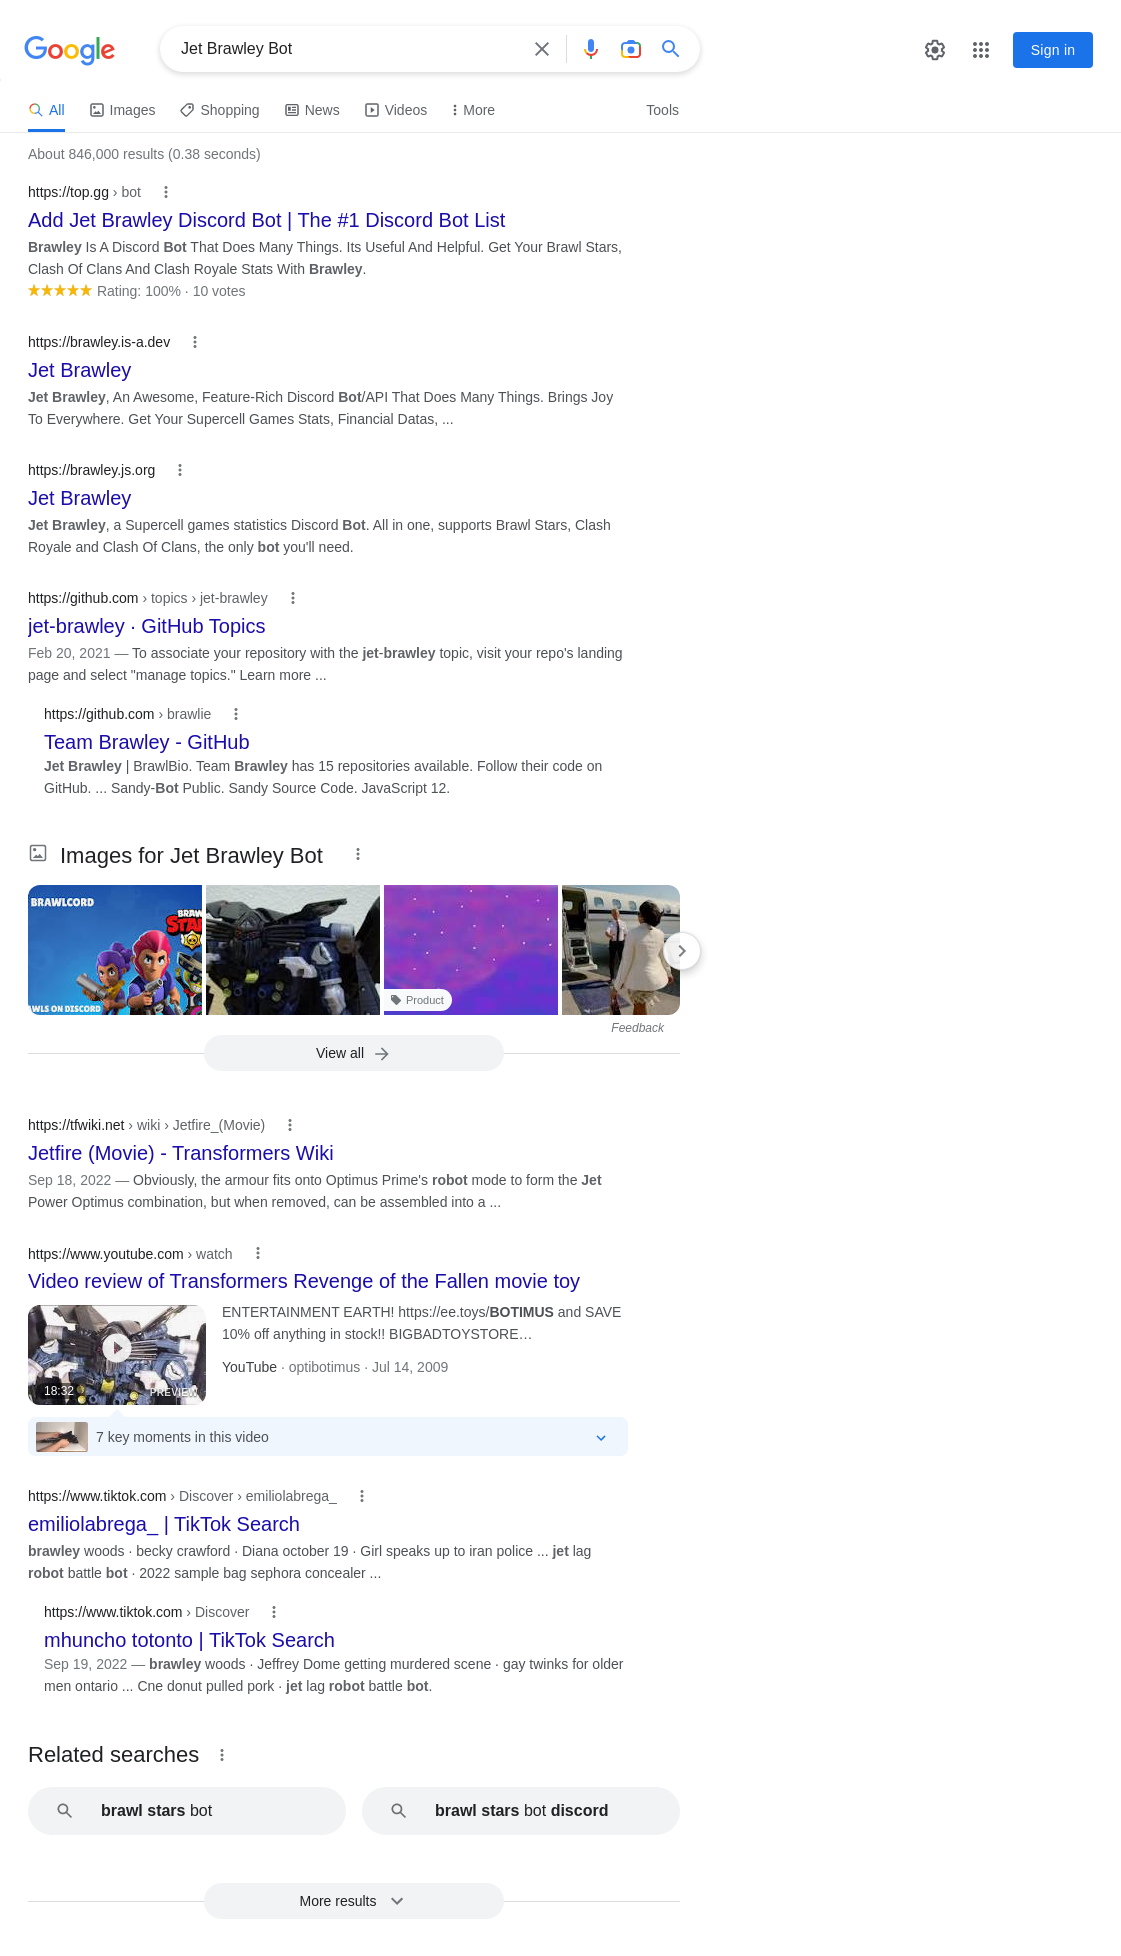 Google
Jet Brawley Bot
Sign in
All
Images
Shopping
News
Videos
More
Tools
About 846,000 results (0.38 seconds)
https://top.gg › bot
Add Jet Brawley Discord Bot | The #1 Discord Bot List
Brawley Is A Discord Bot That Does Many Things. Its Useful And Helpful. Get Your Brawl Stars,
Clash Of Clans And Clash Royale Stats With Brawley.
Rating: 100% · 10 votes
https://brawley.is-a.dev
Jet Brawley
Jet Brawley, An Awesome, Feature-Rich Discord Bot/API That Does Many Things. Brings Joy
To Everywhere. Get Your Supercell Games Stats, Financial Datas, ...
https://brawley.js.org
Jet Brawley
Jet Brawley, a Supercell games statistics Discord Bot. All in one, supports Brawl Stars, Clash
Royale and Clash Of Clans, the only bot you'll need.
https://github.com › topics › jet-brawley
jet-brawley · GitHub Topics
Feb 20, 2021 — To associate your repository with the jet-brawley topic, visit your repo's landing
page and select "manage topics." Learn more ...
https://github.com › brawlie
Team Brawley - GitHub
Jet Brawley | BrawlBio. Team Brawley has 15 repositories available. Follow their code on
GitHub. ... Sandy-Bot Public. Sandy Source Code. JavaScript 12.
Images for Jet Brawley Bot
BRAWLCORD
BRAW
STA
AWLS ON DISCORD
Product
Feedback
View all
https://tfwiki.net › wiki › Jetfire_(Movie)
Jetfire (Movie) - Transformers Wiki
Sep 18, 2022 — Obviously, the armour fits onto Optimus Prime's robot mode to form the Jet
Power Optimus combination, but when removed, can be assembled into a ...
https://www.youtube.com › watch
Video review of Transformers Revenge of the Fallen movie toy
ENTERTAINMENT EARTH! https://ee.toys/BOTIMUS and SAVE
10% off anything in stock!! BIGBADTOYSTORE…
YouTube · optibotimus · Jul 14, 2009
18:32
PREVIEW
7 key moments in this video
https://www.tiktok.com › Discover › emiliolabrega_
emiliolabrega_ | TikTok Search
brawley woods · becky crawford · Diana october 19 · Girl speaks up to iran police ... jet lag
robot battle bot · 2022 sample bag sephora concealer ...
https://www.tiktok.com › Discover
mhuncho totonto | TikTok Search
Sep 19, 2022 — brawley woods · Jeffrey Dome getting murdered scene · gay twinks for older
men ontario ... Cne donut pulled pork · jet lag robot battle bot.
Related searches
brawl stars bot
brawl stars bot discord
More results